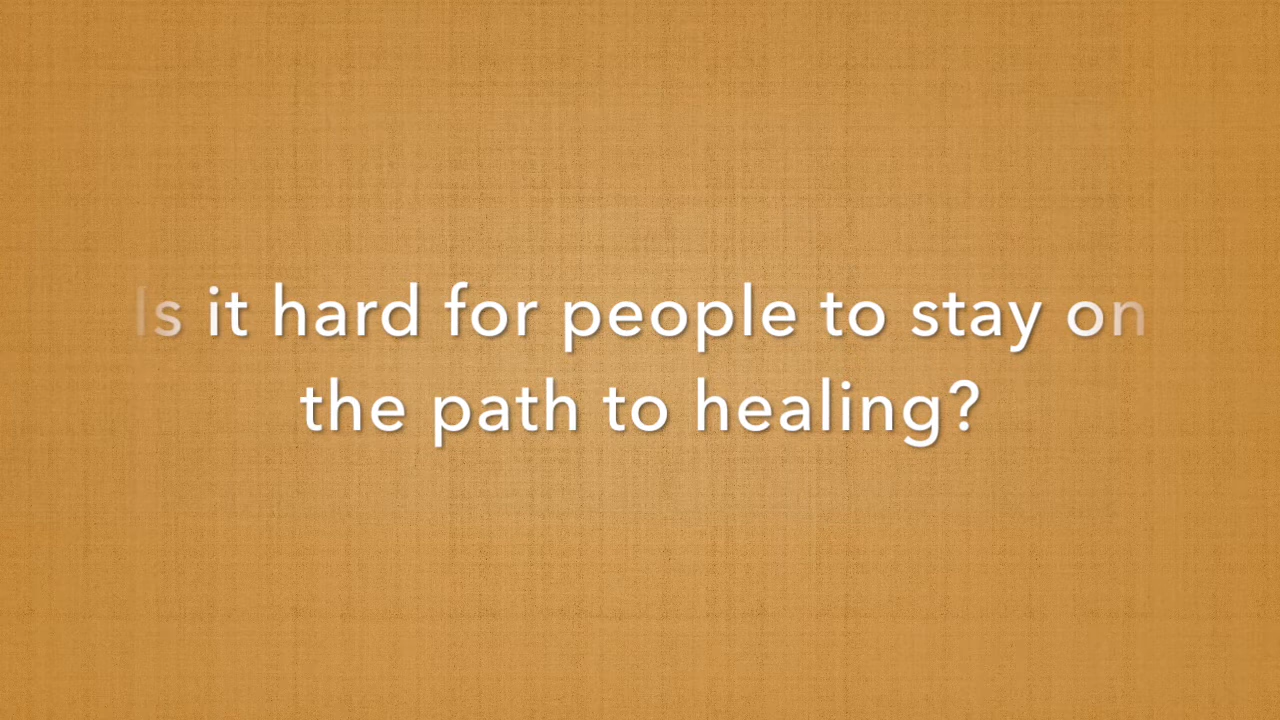 Is it hard for people to stay on
the path to healing?